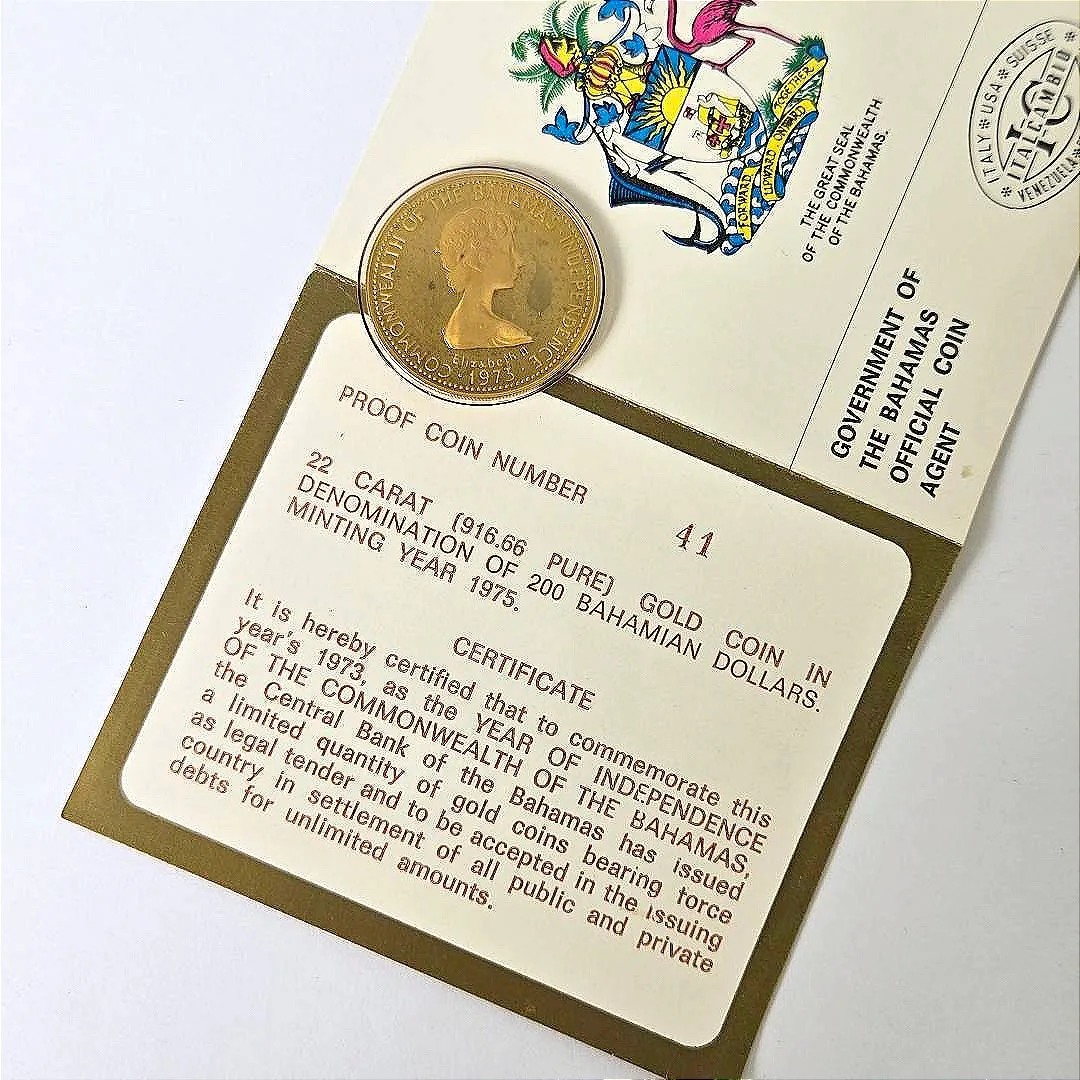 FORWARD UPWARD ONWARD TOGETHER
THE GREAT SEAL
OF THE COMMONWEALTH
OF THE BAHAMAS.
ITALY * USA * SUISSE *
ITALCAMBIO
VENEZUELA
GOVERNMENT OF
THE BAHAMAS
OFFICIAL COIN
AGENT
COMMONWEALTH OF THE BAHAMAS · INDEPENDENCE
Elizabeth II
· 1973 ·
PROOF COIN NUMBER
41
22 CARAT (916.66 PURE) GOLD COIN IN
DENOMINATION OF 200 BAHAMIAN DOLLARS.
MINTING YEAR 1975.
CERTIFICATE
It is hereby certified that to commemorate this
year's 1973, as the YEAR OF INDEPENDENCE
OF THE COMMONWEALTH OF THE BAHAMAS,
the Central Bank of the Bahamas has issued
a limited quantity of gold coins bearing force
as legal tender and to be accepted in the issuing
country in settlement of all public and private
debts for unlimited amounts.